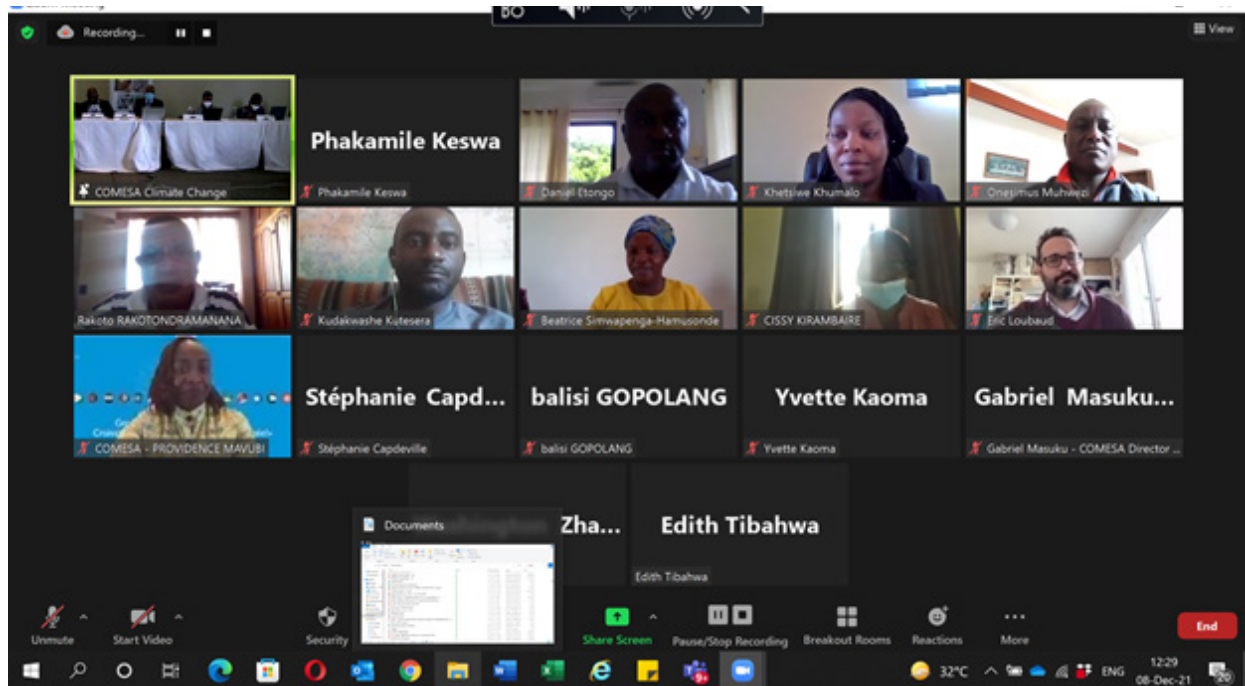 Recording...
View
COMESA Climate Change
Phakamile Keswa
Phakamile Keswa
Daniel Etongo
Khetsiwe Khumalo
Onesimus Muhwezi
Rakoto RAKOTONDRAMANANA
Kudakwashe Kutesera
Beatrice Simwapenga-Hamusonde
CISSY KIRAMBAIRE
Eric Loubaud
COMESA - PROVIDENCE MAVUBI
Stéphanie Capd...
Stéphanie Capdeville
balisi GOPOLANG
balisi GOPOLANG
Yvette Kaoma
Yvette Kaoma
Gabriel Masuku...
Gabriel Masuku - COMESA Director ...
Zha...
Edith Tibahwa
Edith Tibahwa
Documents
Unmute
Start Video
Security
Share Screen
Pause/Stop Recording
Breakout Rooms
Reactions
More
End
32°C
ENG
12:29
08-Dec-21
20